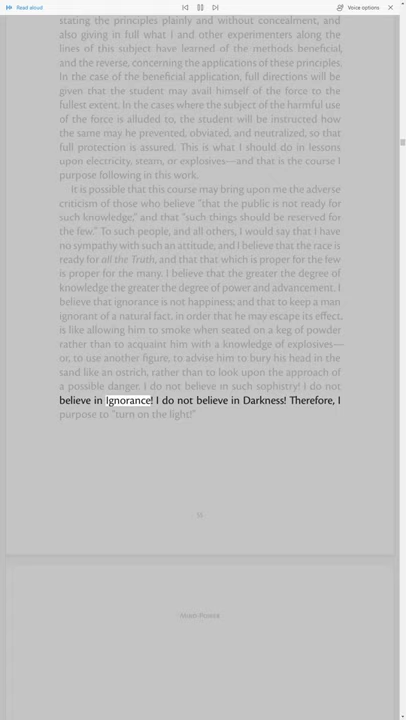 Read aloud
Voice options
stating the principles plainly and without concealment, and
also giving in full what I and other experimenters along the
lines of this subject have learned of the methods beneficial,
and the reverse, concerning the applications of these principles.
In the case of the beneficial application, full directions will be
given that the student may avail himself of the force to the
fullest extent. In the cases where the subject of the harmful use
of the force is alluded to, the student will be instructed how
the same may he prevented, obviated, and neutralized, so that
full protection is assured. This is what I should do in lessons
upon electricity, steam, or explosives—and that is the course I
purpose following in this work.
It is possible that this course may bring upon me the adverse
criticism of those who believe "that the public is not ready for
such knowledge," and that "such things should be reserved for
the few." To such people, and all others, I would say that I have
no sympathy with such an attitude, and I believe that the race is
ready for all the Truth, and that that which is proper for the few
is proper for the many. I believe that the greater the degree of
knowledge the greater the degree of power and advancement. I
believe that ignorance is not happiness; and that to keep a man
ignorant of a natural fact, in order that he may escape its effect,
is like allowing him to smoke when seated on a keg of powder
rather than to acquaint him with a knowledge of explosives—
or, to use another figure, to advise him to bury his head in the
sand like an ostrich, rather than to look upon the approach of
a possible danger. I do not believe in such sophistry! I do not
believe in Ignorance! I do not believe in Darkness! Therefore, I
purpose to "turn on the light!"